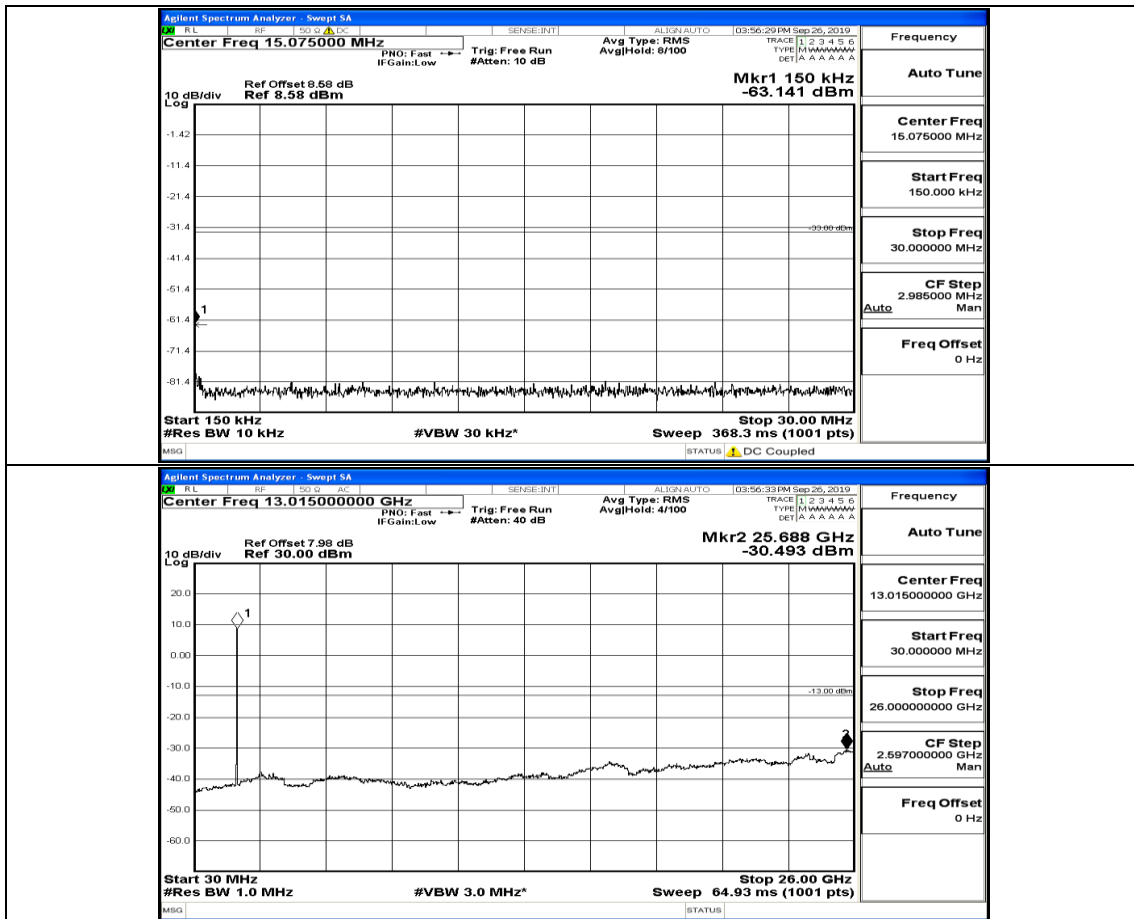 Agilent Spectrum Analyzer - Swept SA
LXI RL RF 50 Ω DC SENSE:INT ALIGN AUTO 03:56:29 PM Sep 26, 2019
Center Freq 15.075000 MHz
PNO: Fast
IFGain:Low
Trig: Free Run
#Atten: 10 dB
Avg Type: RMS
Avg|Hold: 8/100
TRACE 1 2 3 4 5 6
TYPE M
DET A A A A A A
Mkr1 150 kHz
-63.141 dBm
Ref Offset 8.58 dB
10 dB/div Ref 8.58 dBm
Log
-1.42
-11.4
-21.4
-31.4
-33.00 dBm
-41.4
-51.4
1
-61.4
-71.4
-81.4
Start 150 kHz Stop 30.00 MHz
#Res BW 10 kHz #VBW 30 kHz* Sweep 368.3 ms (1001 pts)
MSG STATUS DC Coupled
Frequency
Auto Tune
Center Freq
15.075000 MHz
Start Freq
150.000 kHz
Stop Freq
30.000000 MHz
CF Step
2.985000 MHz
Auto Man
Freq Offset
0 Hz
Agilent Spectrum Analyzer - Swept SA
LXI RL RF 50 Ω AC SENSE:INT ALIGN AUTO 03:56:33 PM Sep 26, 2019
Center Freq 13.015000000 GHz
PNO: Fast
IFGain:Low
Trig: Free Run
#Atten: 40 dB
Avg Type: RMS
Avg|Hold: 4/100
TRACE 1 2 3 4 5 6
TYPE M
DET A A A A A A
Mkr2 25.688 GHz
-30.493 dBm
Ref Offset 7.98 dB
10 dB/div Ref 30.00 dBm
Log
20.0
1
10.0
0.00
-10.0
-13.00 dBm
2
-20.0
-30.0
-40.0
-50.0
-60.0
Start 30 MHz Stop 26.00 GHz
#Res BW 1.0 MHz #VBW 3.0 MHz* Sweep 64.93 ms (1001 pts)
MSG STATUS
Frequency
Auto Tune
Center Freq
13.015000000 GHz
Start Freq
30.000000 MHz
Stop Freq
26.000000000 GHz
CF Step
2.597000000 GHz
Auto Man
Freq Offset
0 Hz